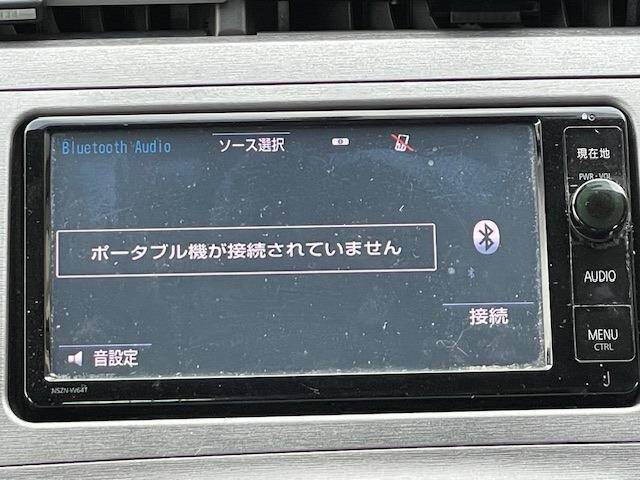 Bluetooth Audio
ソース選択
ポータブル機が接続されていません
接続
音設定
現在地
PWR・VOL
AUDIO
MENU
CTRL
NSZN-W64T